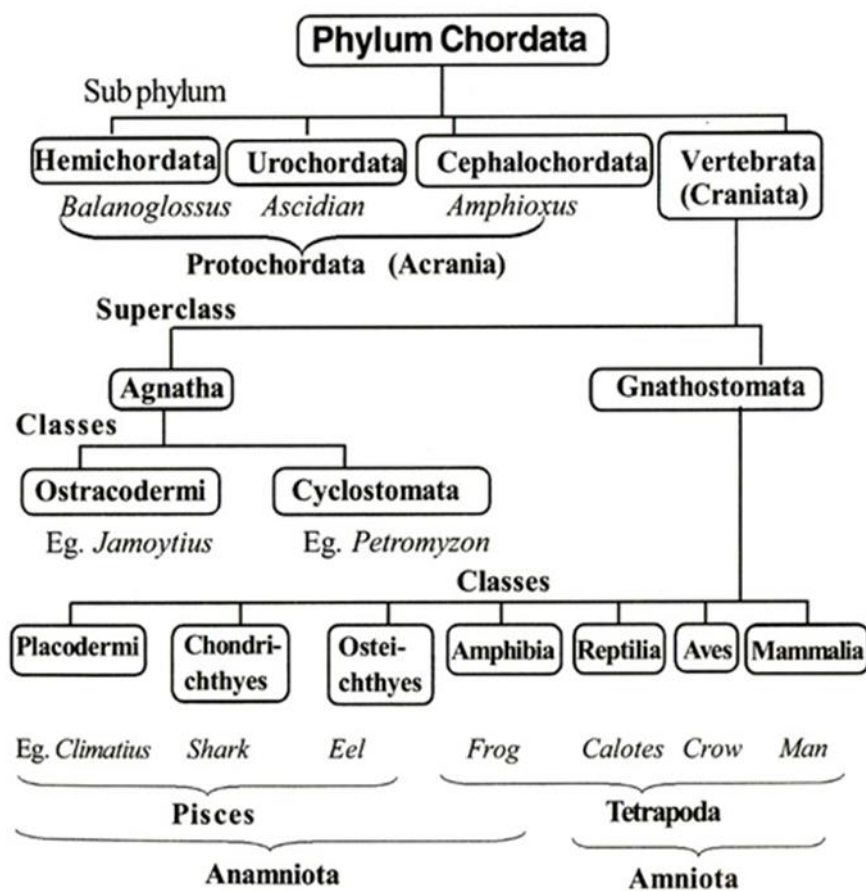 Phylum Chordata
Sub phylum
Hemichordata Urochordata Cephalochordata Vertebrata
(Craniata)
Balanoglossus Ascidian Amphioxus
Protochordata (Acrania)
Superclass
Agnatha Gnathostomata
Classes
Ostracodermi Cyclostomata
Eg. Jamoytius Eg. Petromyzon
Classes
Placodermi Chondri-
chthyes Ostei-
chthyes Amphibia Reptilia Aves Mammalia
Eg. Climatius Shark Eel Frog Calotes Crow Man
Pisces Tetrapoda
Anamniota Amniota